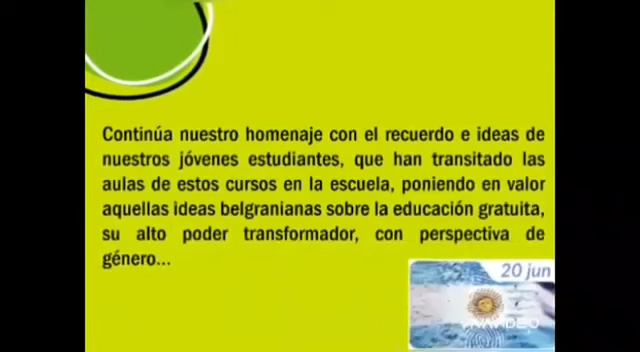 Continúa nuestro homenaje con el recuerdo e ideas de
nuestros jóvenes estudiantes, que han transitado las
aulas de estos cursos en la escuela, poniendo en valor
aquellas ideas belgranianas sobre la educación gratuita,
su alto poder transformador, con perspectiva de
género...
20 jun
VIVAVIDEO